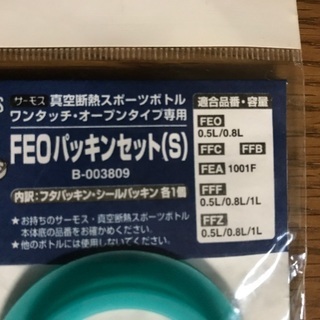 サーモス 真空断熱スポーツボトル
ワンタッチ・オープンタイプ専用
FEOパッキンセット(S)
B-003809
内訳:フタパッキン・シールパッキン 各1個
★お持ちのサーモス・真空断熱スポーツボトル
本体底の品番をお確かめください。
★他のボトルには使用しないでください。
適合品番・容量
FEO
0.5L/0.8L
FFC FFB
FEA 1001F
FFF
0.5L/0.8L/1L
FFZ
0.5L/0.8L/1L